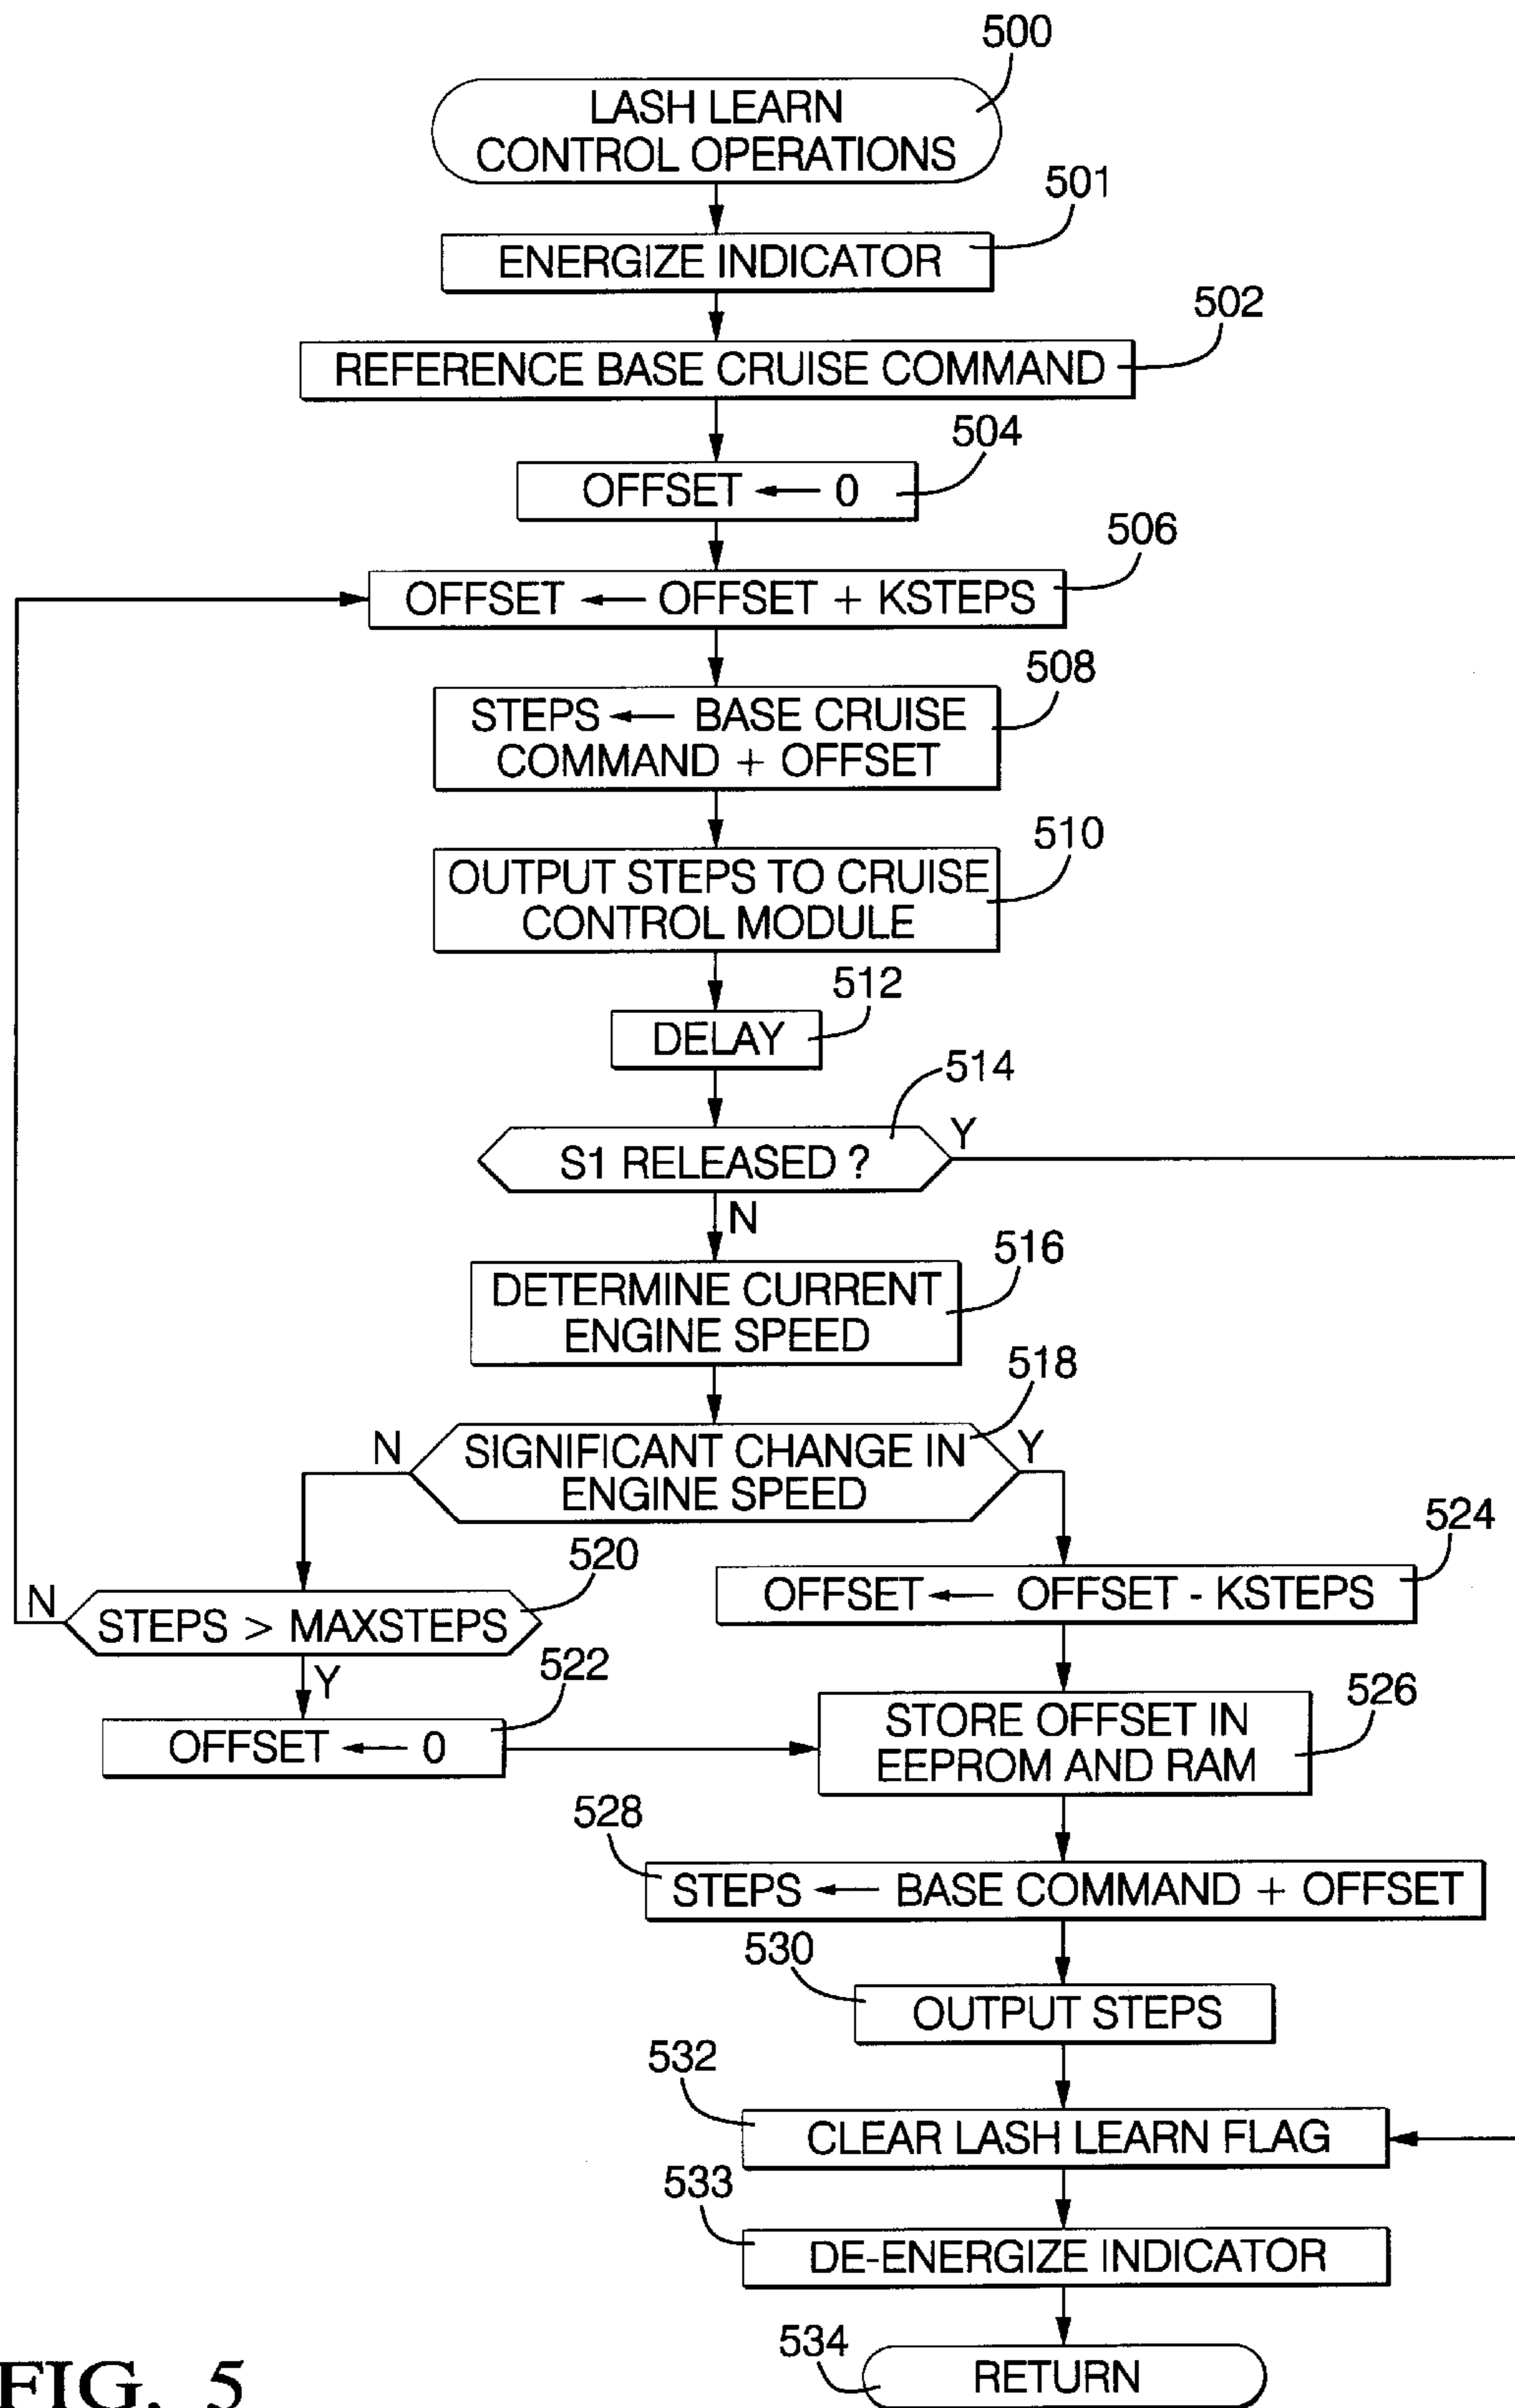 500
LASH LEARN
CONTROL OPERATIONS
501
ENERGIZE INDICATOR
502
REFERENCE BASE CRUISE COMMAND
504
OFFSET ← 0
506
OFFSET ← OFFSET + KSTEPS
508
STEPS ← BASE CRUISE
COMMAND + OFFSET
510
OUTPUT STEPS TO CRUISE
CONTROL MODULE
512
DELAY
514
S1 RELEASED ?
Y
N
516
DETERMINE CURRENT
ENGINE SPEED
518
N
SIGNIFICANT CHANGE IN
ENGINE SPEED
Y
520
N
STEPS > MAXSTEPS
Y
522
OFFSET ← 0
524
OFFSET ← OFFSET - KSTEPS
526
STORE OFFSET IN
EEPROM AND RAM
528
STEPS ← BASE COMMAND + OFFSET
530
OUTPUT STEPS
532
CLEAR LASH LEARN FLAG
533
DE-ENERGIZE INDICATOR
534
RETURN
FIG. 5